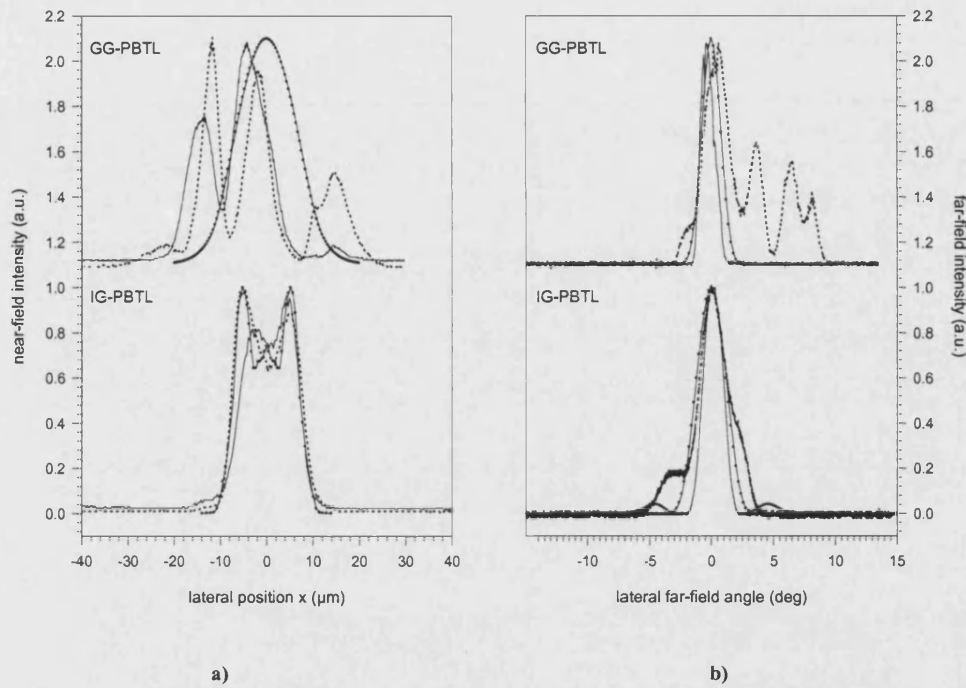 2.2
2.0
1.8
1.6
1.4
1.2
1.0
0.8
0.6
0.4
0.2
0.0
near-field intensity (a.u.)
GG-PBTL
IG-PBTL
-40 -30 -20 -10 0 10 20 30 40
lateral position x (µm)
a)
GG-PBTL
IG-PBTL
-10 -5 0 5 10 15
lateral far-field angle (deg)
b)
2.2
2.0
1.8
1.6
1.4
1.2
1.0
0.8
0.6
0.4
0.2
0.0
far-field intensity (a.u.)